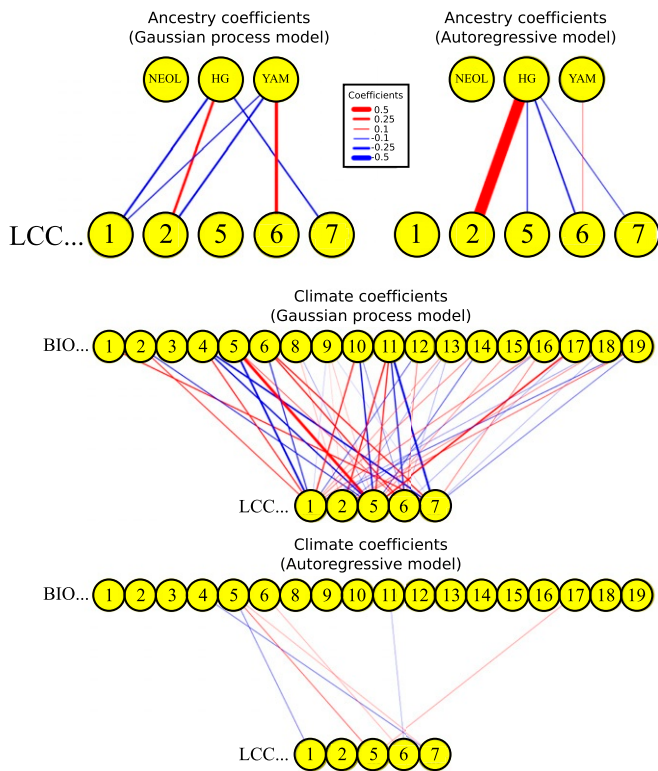 Ancestry coefficients
(Gaussian process model)
Ancestry coefficients
(Autoregressive model)
NEOL HG YAM
NEOL HG YAM
Coefficients
0.5
0.25
0.1
-0.1
-0.25
-0.5
LCC... 1 2 5 6 7
1 2 5 6 7
Climate coefficients
(Gaussian process model)
BIO... 1 2 3 4 5 6 8 9 10 11 12 13 14 15 16 17 18 19
LCC... 1 2 5 6 7
Climate coefficients
(Autoregressive model)
BIO... 1 2 3 4 5 6 8 9 10 11 12 13 14 15 16 17 18 19
LCC... 1 2 5 6 7